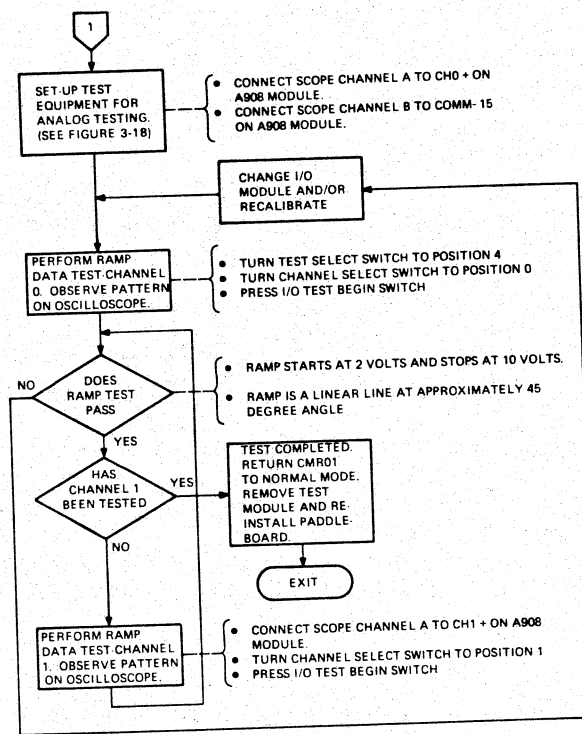 1
SET-UP TEST
EQUIPMENT FOR
ANALOG TESTING.
(SEE FIGURE 3-18)
• CONNECT SCOPE CHANNEL A TO CH0 + ON
A908 MODULE.
• CONNECT SCOPE CHANNEL B TO COMM- 15
ON A908 MODULE.
CHANGE I/O
MODULE AND/OR
RECALIBRATE
PERFORM RAMP
DATA TEST-CHANNEL
0. OBSERVE PATTERN
ON OSCILLOSCOPE.
• TURN TEST SELECT SWITCH TO POSITION 4
• TURN CHANNEL SELECT SWITCH TO POSITION 0
• PRESS I/O TEST BEGIN SWITCH
NO
DOES
RAMP TEST
PASS
• RAMP STARTS AT 2 VOLTS AND STOPS AT 10 VOLTS.
• RAMP IS A LINEAR LINE AT APPROXIMATELY 45
DEGREE ANGLE
YES
HAS
CHANNEL 1
BEEN TESTED
YES
TEST COMPLETED.
RETURN CMR01
TO NORMAL MODE.
REMOVE TEST
MODULE AND RE-
INSTALL PADDLE-
BOARD.
NO
EXIT
PERFORM RAMP
DATA TEST-CHANNEL
1. OBSERVE PATTERN
ON OSCILLOSCOPE.
• CONNECT SCOPE CHANNEL A TO CH1 + ON A908
MODULE.
• TURN CHANNEL SELECT SWITCH TO POSITION 1
• PRESS I/O TEST BEGIN SWITCH